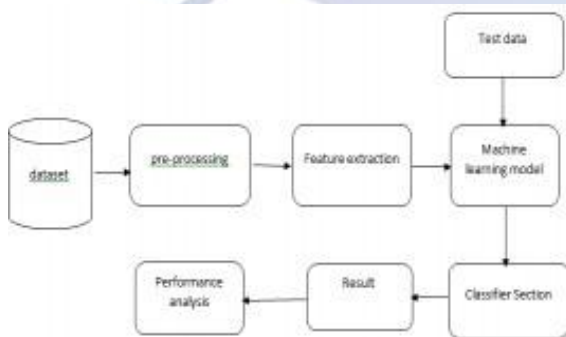 Test data
dataset
pre-processing
Feature extraction
Machine
learning model
Performance
analysis
Result
Classifier Section